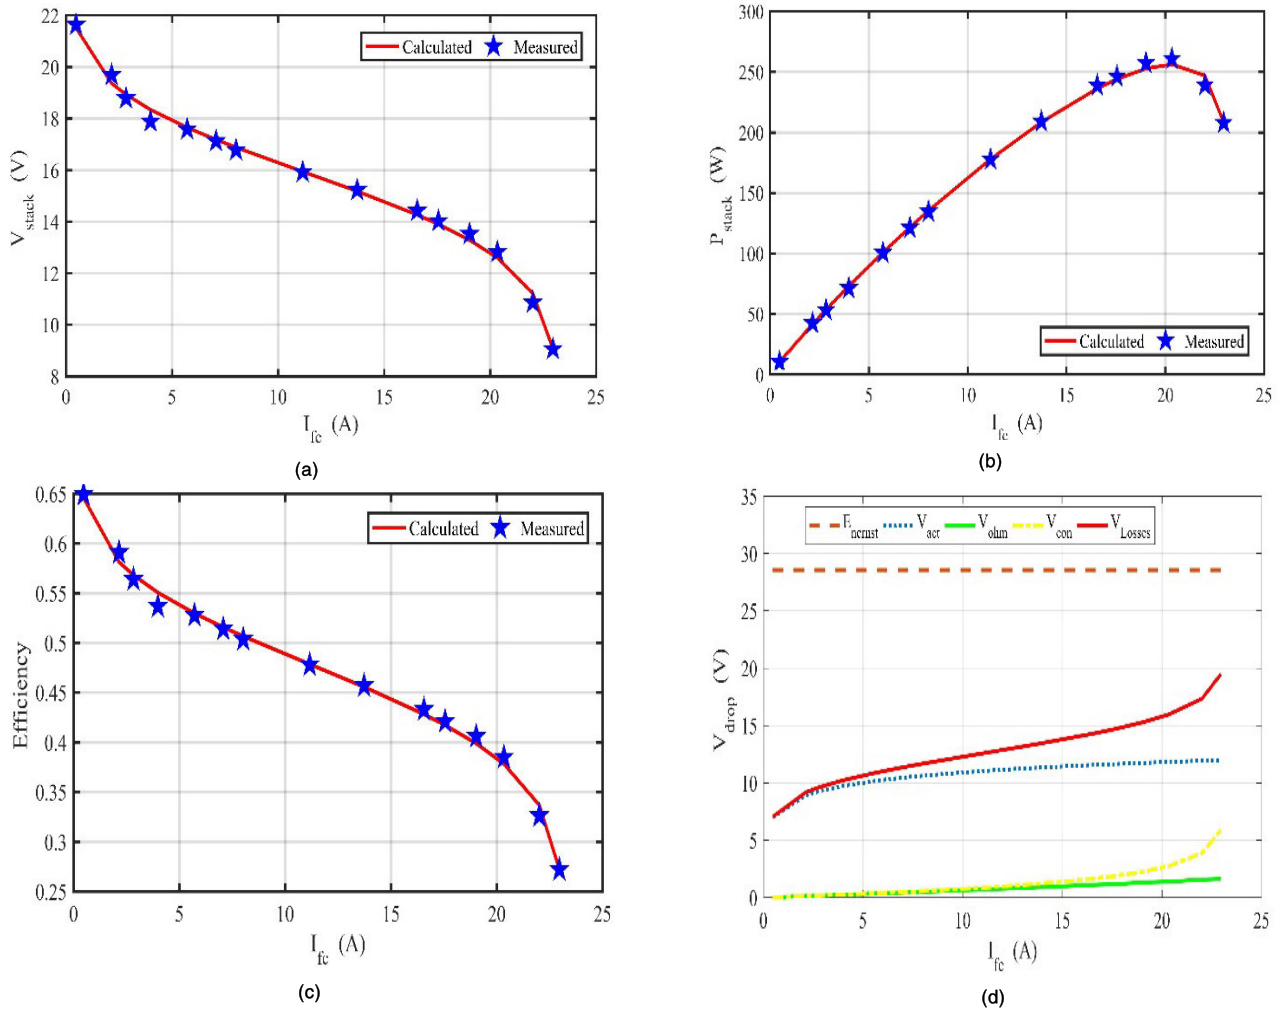 22
20
18
16
14
12
10
8
V_stack (V)
Calculated Measured
0 5 10 15 20 25
I_fc (A)
(a)
300
250
200
150
100
50
0
P_stack (W)
Calculated Measured
0 5 10 15 20 25
I_fc (A)
(b)
0.65
0.6
0.55
0.5
0.45
0.4
0.35
0.3
0.25
Efficiency
Calculated Measured
0 5 10 15 20 25
I_fc (A)
(c)
35
30
25
20
15
10
5
0
V_drop (V)
E_nernst V_act V_ohm V_con V_Losses
0 5 10 15 20 25
I_fc (A)
(d)